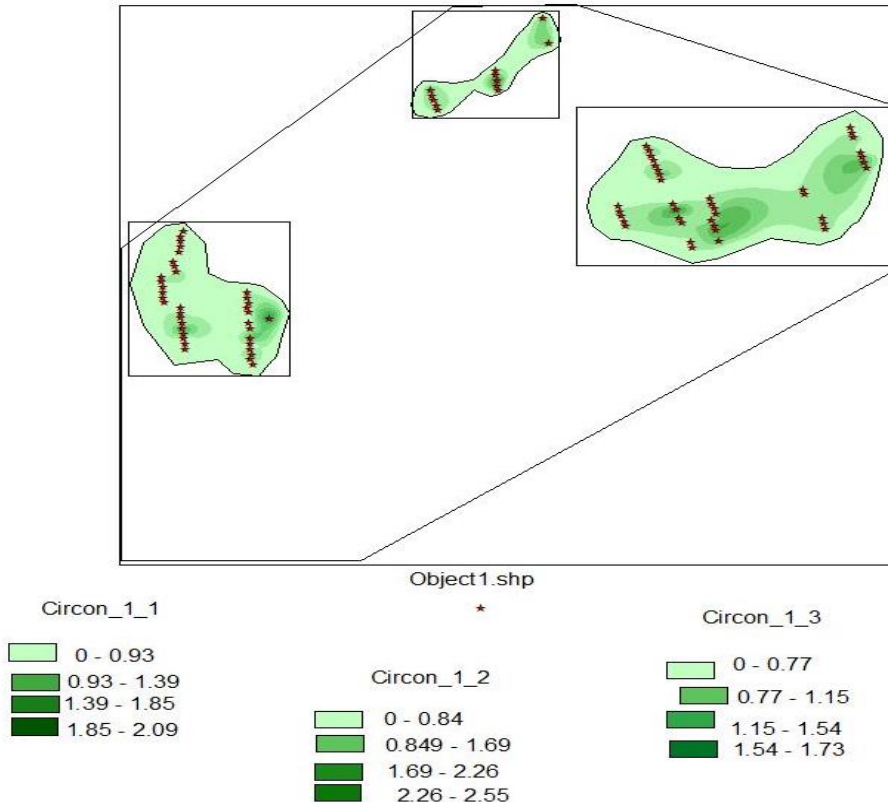 Object1.shp
Circon_1_1
0 - 0.93
0.93 - 1.39
1.39 - 1.85
1.85 - 2.09
Circon_1_2
0 - 0.84
0.849 - 1.69
1.69 - 2.26
2.26 - 2.55
Circon_1_3
0 - 0.77
0.77 - 1.15
1.15 - 1.54
1.54 - 1.73